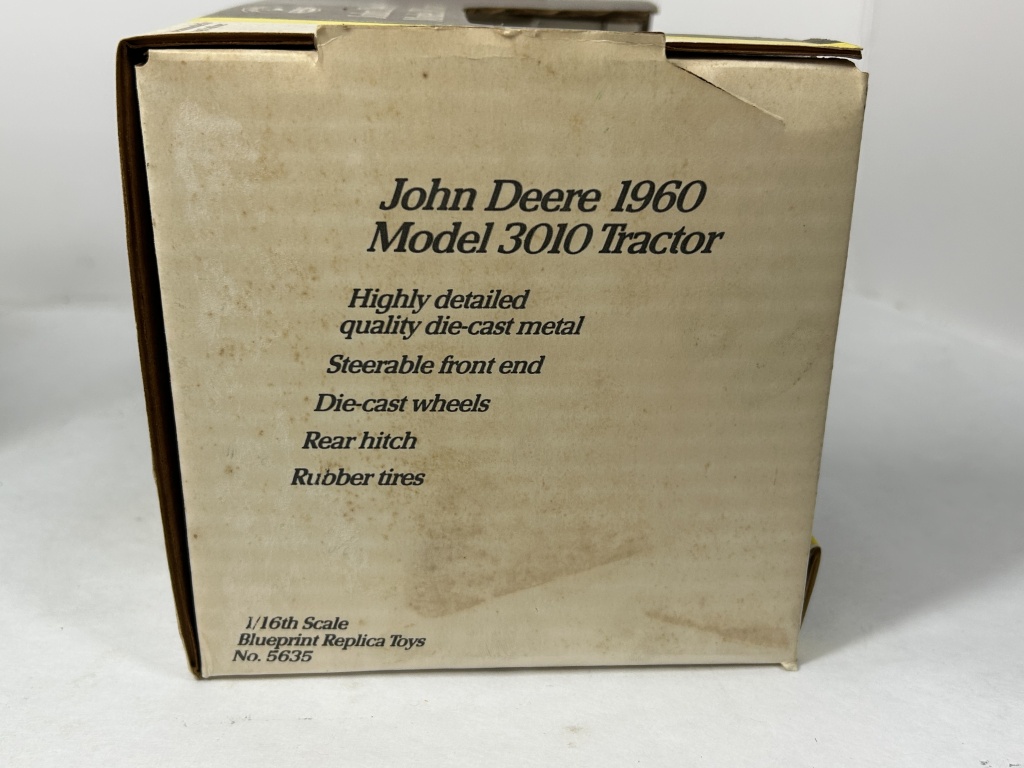 John Deere 1960
Model 3010 Tractor
Highly detailed
quality die-cast metal
Steerable front end
Die-cast wheels
Rear hitch
Rubber tires
1/16th Scale
Blueprint Replica Toys
No. 5635